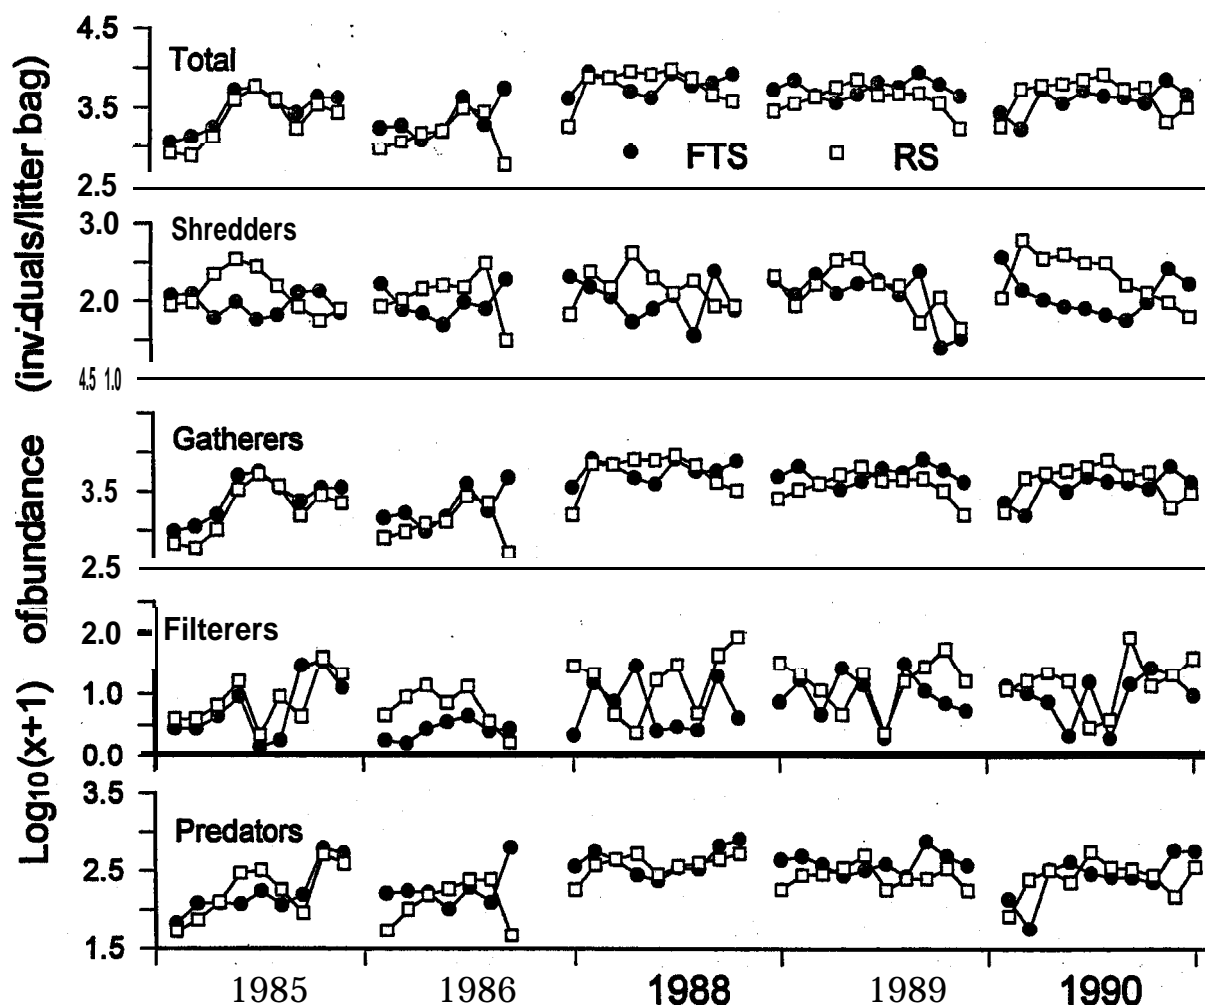 4.5
Total
3.5
FTS RS
2.5
3.0
Shredders
2.0
4.5 1.0
Gatherers
3.5
2.5
Filterers
2.0
1.0
0.0
3.5
Predators
2.5
1.5
1985 1986 1988 1989 1990
Log10(x+1) of bundance (inv duals/litter bag)